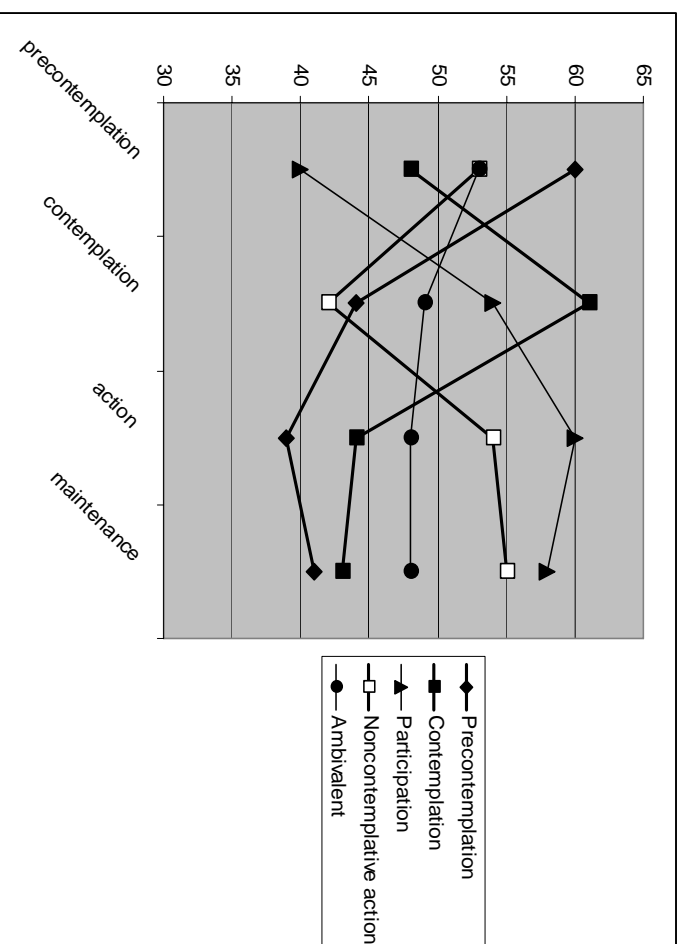 65
60
55
50
45
40
35
30
precontemplation
contemplation
action
maintenance
Precontemplation
Contemplation
Participation
Noncontemplative action
Ambivalent